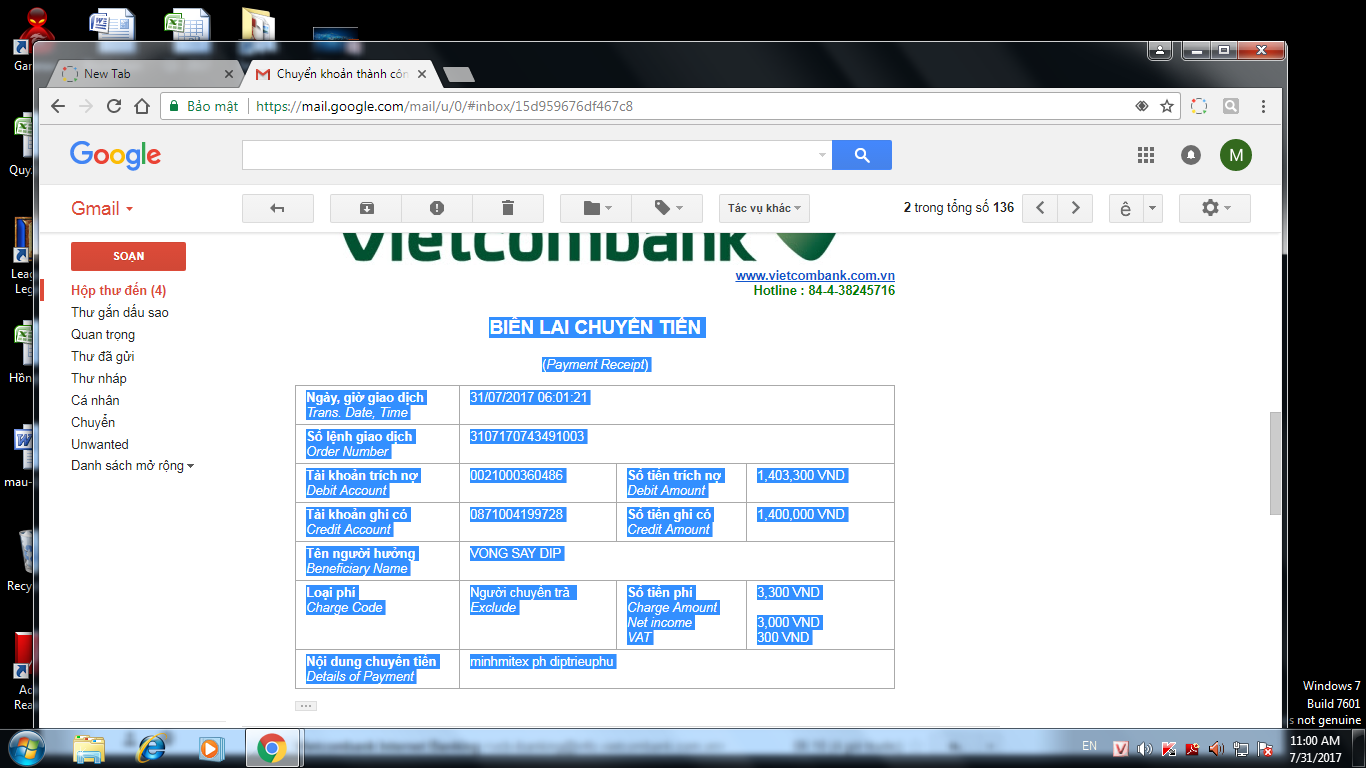 New Tab
Chuyển khoản thành côn
Bảo mật
https://mail.google.com/mail/u/0/#inbox/15d959676df467c8
Google
M
Gmail
Tác vụ khác
2 trong tổng số 136
ê
SOẠN
Hộp thư đến (4)
Thư gắn dấu sao
Quan trọng
Thư đã gửi
Thư nháp
Cá nhân
Chuyển
Unwanted
Danh sách mở rộng
Vietcombank
www.vietcombank.com.vn
Hotline : 84-4-38245716
BIÊN LAI CHUYỂN TIỀN
(Payment Receipt)
Ngày, giờ giao dịch
Trans. Date, Time
31/07/2017 06:01:21
Số lệnh giao dịch
Order Number
3107170743491003
Tài khoản trích nợ
Debit Account
0021000360486
Số tiền trích nợ
Debit Amount
1,403,300 VND
Tài khoản ghi có
Credit Account
0871004199728
Số tiền ghi có
Credit Amount
1,400,000 VND
Tên người hưởng
Beneficiary Name
VONG SAY DIP
Loại phí
Charge Code
Người chuyển trả
Exclude
Số tiền phí
Charge Amount
Net income
VAT
3,300 VND
3,000 VND
300 VND
Nội dung chuyển tiền
Details of Payment
minhmitex ph diptrieuphu
Gar
Quy
Lea
Leg
Hồn
mau-
Recy
Ac
Rea
Windows 7
Build 7601
s not genuine
EN
11:00 AM
7/31/2017